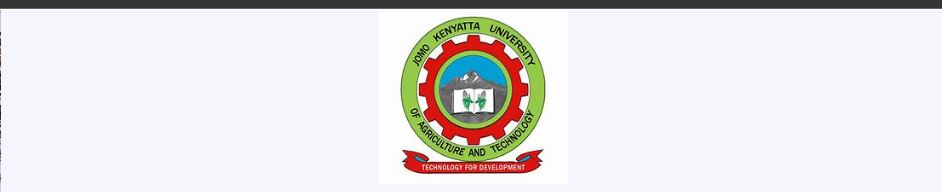 JOMO KENYATTA UNIVERSITY
OF AGRICULTURE AND TECHNOLOGY
TECHNOLOGY FOR DEVELOPMENT